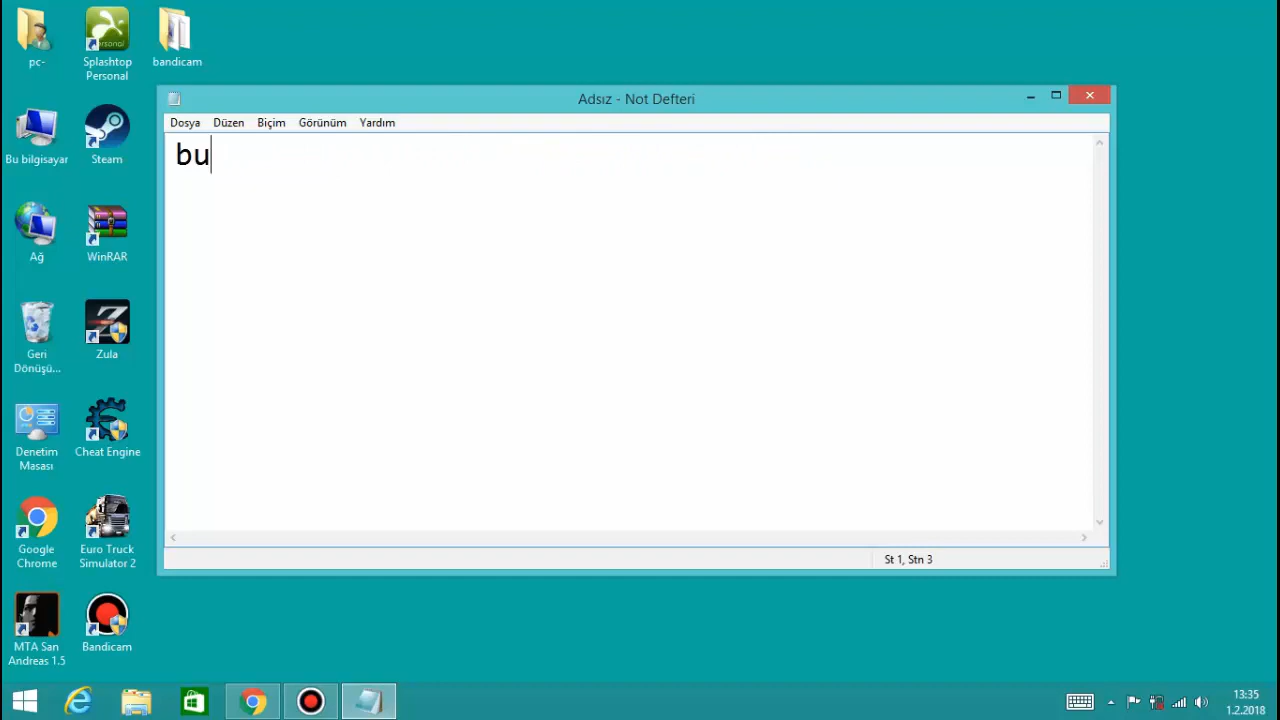 pc-
Splashtop
Personal
bandicam
Bu bilgisayar
Steam
Ağ
WinRAR
Geri
Dönüşü...
Zula
Denetim
Masası
Cheat Engine
Google
Chrome
Euro Truck
Simulator 2
MTA San
Andreas 1.5
Bandicam
Adsız - Not Defteri
Dosya Düzen Biçim Görünüm Yardım
bu
St 1, Stn 3
13:35
1.2.2018